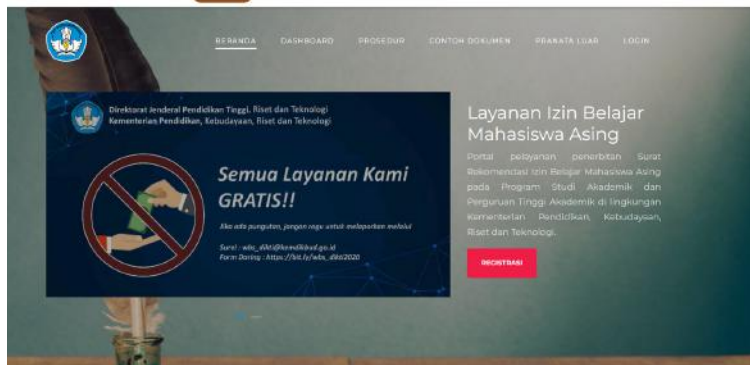 BERANDA DASHBOARD PROSEDUR CONTOH DOKUMEN PRANATA LUAR LOGIN
Direktorat Jenderal Pendidikan Tinggi, Riset dan Teknologi
Kementerian Pendidikan, Kebudayaan, Riset dan Teknologi
Semua Layanan Kami
GRATIS!!
Jika ada pungutan, jangan ragu untuk melaporkan melalui
Surel : wbs_dikti@kemdikbud.go.id
Form Daring : https://bit.ly/wbs_dikti2020
Layanan Izin Belajar
Mahasiswa Asing
Portal pelayanan penerbitan Surat
Rekomendasi Izin Belajar Mahasiswa Asing
pada Program Studi Akademik dan
Perguruan Tinggi Akademik di lingkungan
Kementerian Pendidikan, Kebudayaan,
Riset dan Teknologi.
REGISTRASI